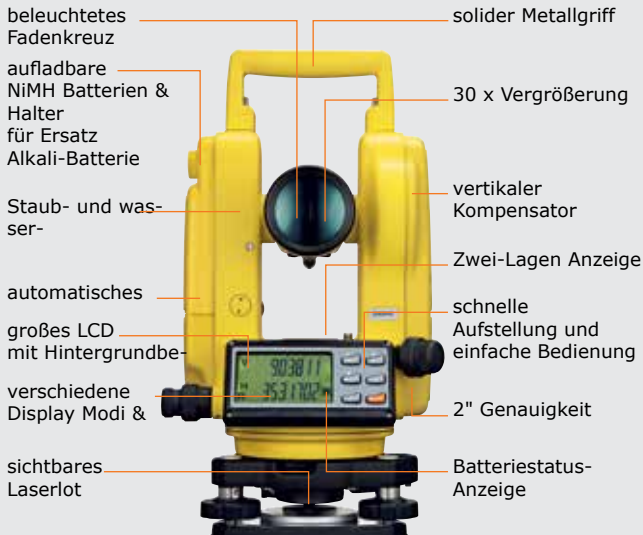 beleuchtetes
Fadenkreuz
aufladbare
NiMH Batterien &
Halter
für Ersatz
Alkali-Batterie
Staub- und was-
ser-
automatisches
großes LCD
mit Hintergrundbe-
verschiedene
Display Modi &
sichtbares
Laserlot
solider Metallgriff
30 x Vergrößerung
vertikaler
Kompensator
Zwei-Lagen Anzeige
schnelle
Aufstellung und
einfache Bedienung
2" Genauigkeit
Batteriestatus-
Anzeige